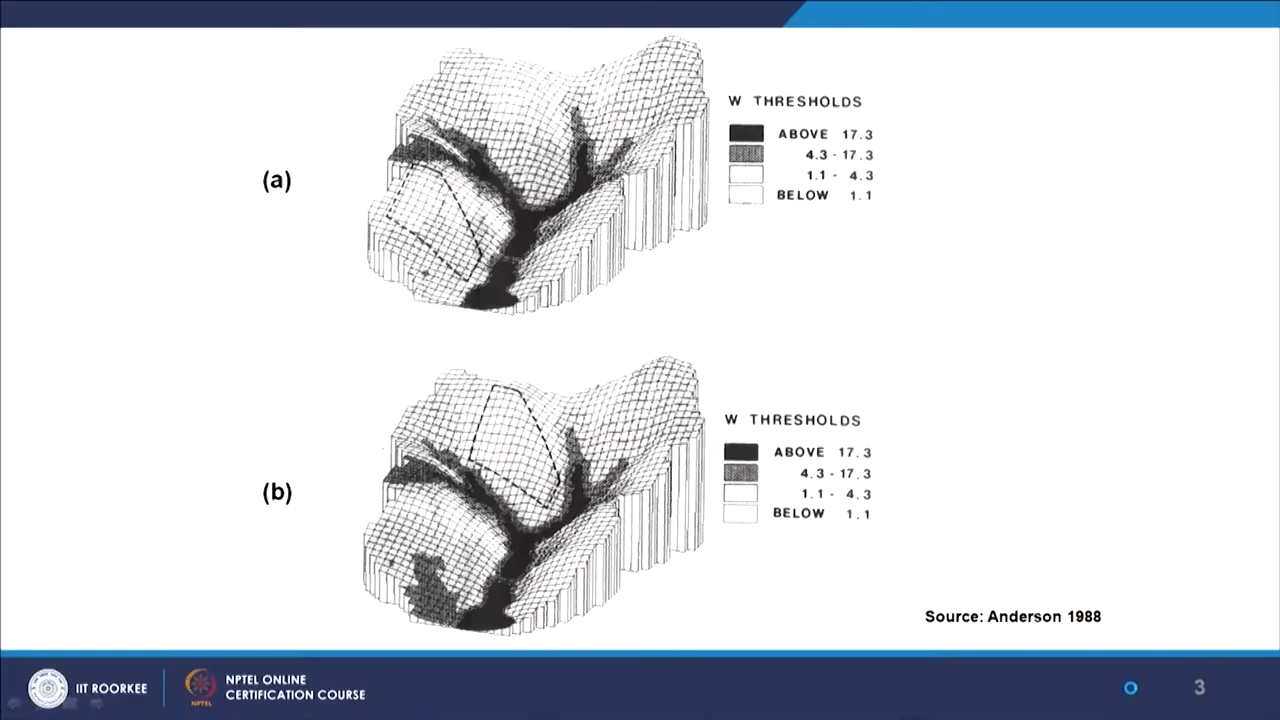 (a)
W THRESHOLDS
ABOVE 17.3
4.3 - 17.3
1.1 - 4.3
BELOW 1.1
(b)
W THRESHOLDS
ABOVE 17.3
4.3 - 17.3
1.1 - 4.3
BELOW 1.1
Source: Anderson 1988
IIT ROORKEE
NPTEL
NPTEL ONLINE
CERTIFICATION COURSE
3